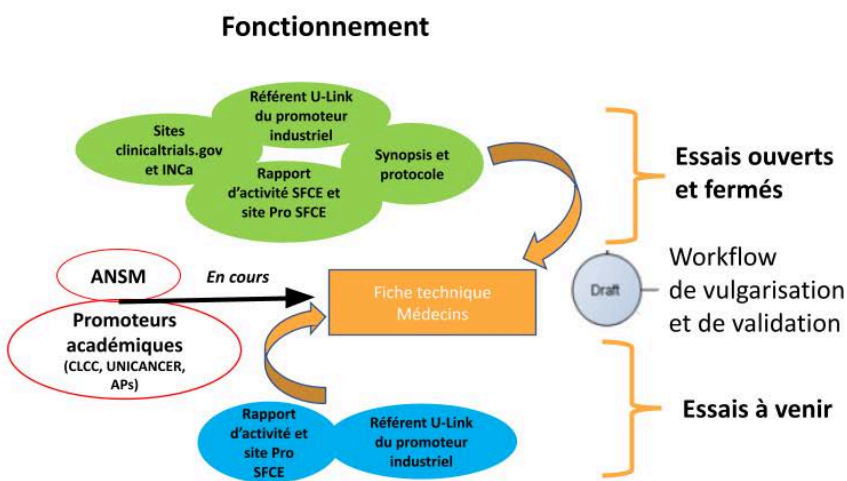 Fonctionnement
Référent U-Link
du promoteur
industriel
Sites
clinicaltrials.gov
et INCa
Synopsis et
protocole
Rapport
d'activité SFCE et
site Pro SFCE
Essais ouverts
et fermés
ANSM
En cours
Promoteurs
académiques
(CLCC, UNICANCER,
APs)
Fiche technique
Médecins
Draft
Workflow
de vulgarisation
et de validation
Rapport
d'activité et
site Pro
SFCE
Référent U-Link
du promoteur
industriel
Essais à venir